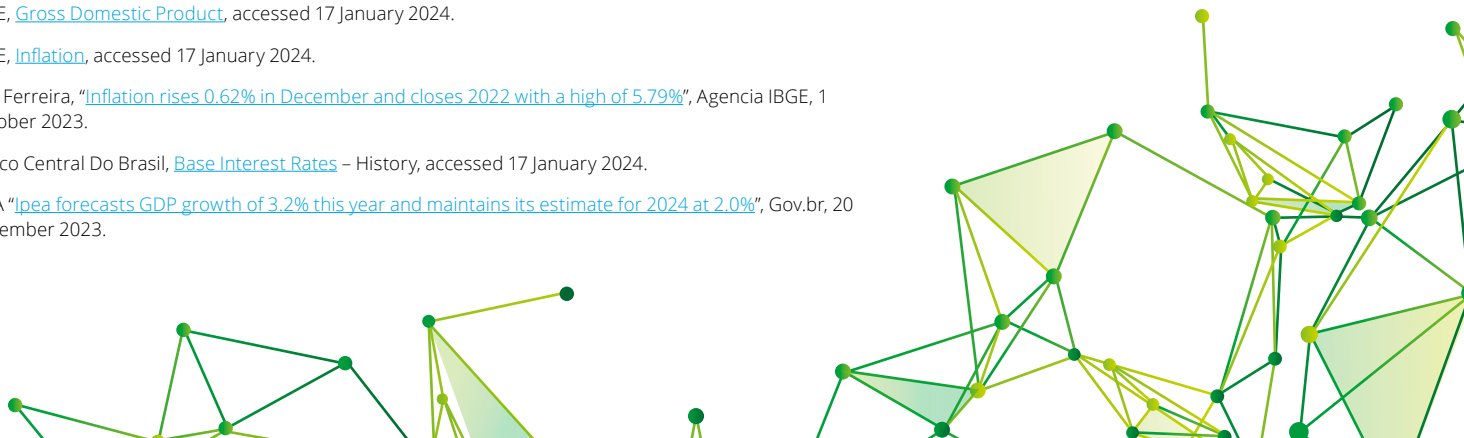 E, Gross Domestic Product, accessed 17 January 2024.
E, Inflation, accessed 17 January 2024.
Ferreira, “Inflation rises 0.62% in December and closes 2022 with a high of 5.79%”, Agencia IBGE, 1
ober 2023.
co Central Do Brasil, Base Interest Rates – History, accessed 17 January 2024.
A “Ipea forecasts GDP growth of 3.2% this year and maintains its estimate for 2024 at 2.0%”, Gov.br, 20
ember 2023.